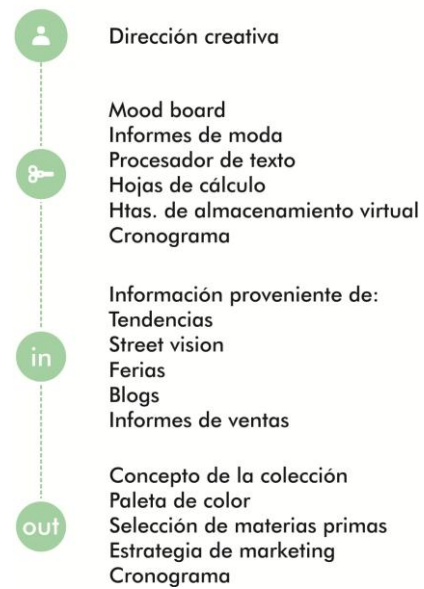 Dirección creativa
Mood board
Informes de moda
Procesador de texto
Hojas de cálculo
Htas. de almacenamiento virtual
Cronograma
in
Información proveniente de:
Tendencias
Street vision
Ferias
Blogs
Informes de ventas
out
Concepto de la colección
Paleta de color
Selección de materias primas
Estrategia de marketing
Cronograma